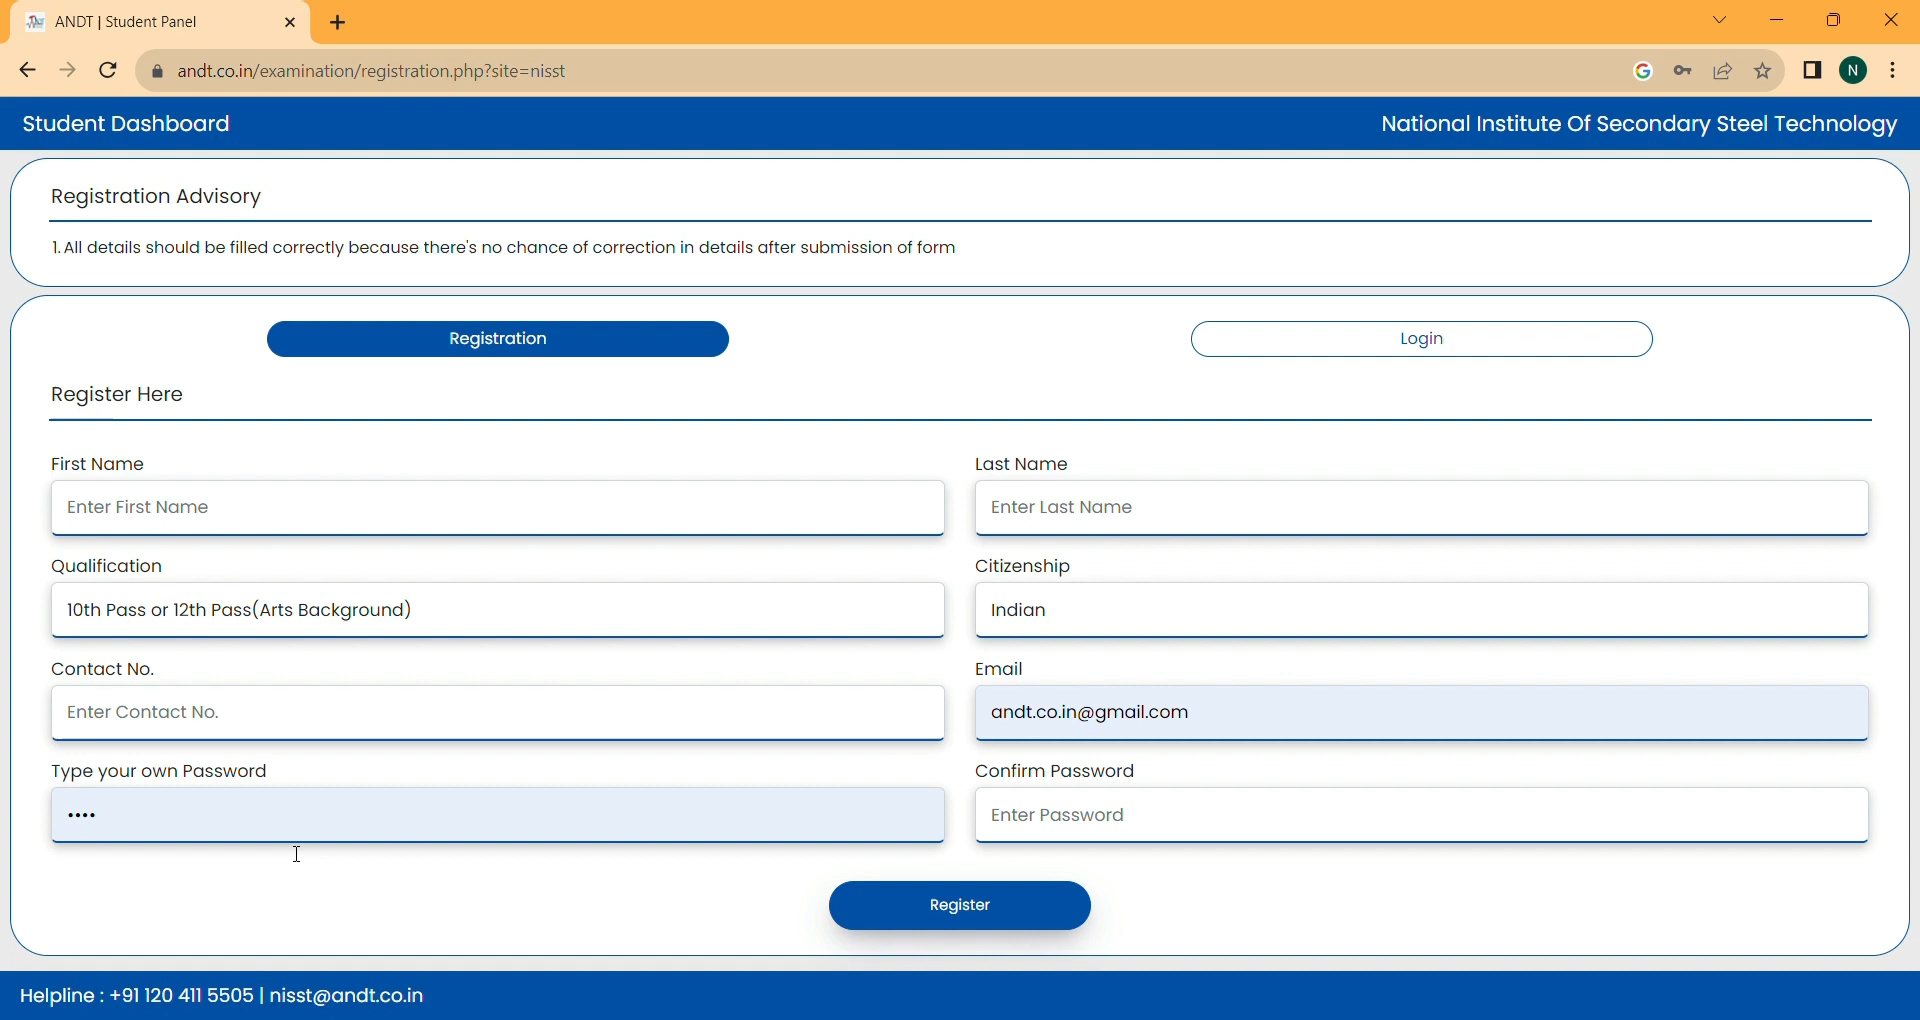 ANDT | Student Panel
andt.co.in/examination/registration.php?site=nisst
N
Student Dashboard
National Institute Of Secondary Steel Technology
Registration Advisory
1. All details should be filled correctly because there's no chance of correction in details after submission of form
Registration
Login
Register Here
First Name
Last Name
Enter First Name
Enter Last Name
Qualification
Citizenship
10th Pass or 12th Pass(Arts Background)
Indian
Contact No.
Email
Enter Contact No.
andt.co.in@gmail.com
Type your own Password
Confirm Password
••••
Enter Password
Register
Helpline : +91 120 411 5505 | nisst@andt.co.in